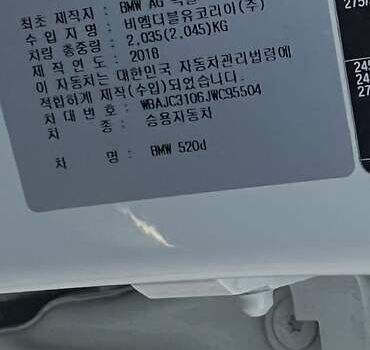 최초 제작자 : BMW AG
수 입 자 명 : 비엠더블유코리아(주)
차량 총중량 : 2,035(2,045)KG
제 작 연 도 : 2018
이 자동차는 대한민국 자동차관리법령에
적합하게 제작(수입)되었습니다.
차 대 번 호 : WBAJC3106JWC95504
차 종 : 승용자동차
차 명 : BMW 520d